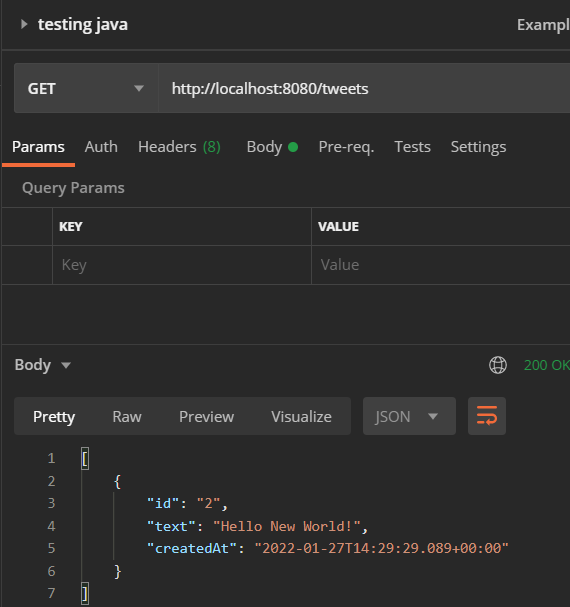 testing java Exampl
GET http://localhost:8080/tweets
Params Auth Headers (8) Body Pre-req. Tests Settings
Query Params
KEY VALUE
Key Value
Body 200 OK
Pretty Raw Preview Visualize JSON
1 [
2 {
3 "id": "2",
4 "text": "Hello New World!",
5 "createdAt": "2022-01-27T14:29:29.089+00:00"
6 }
7 ]